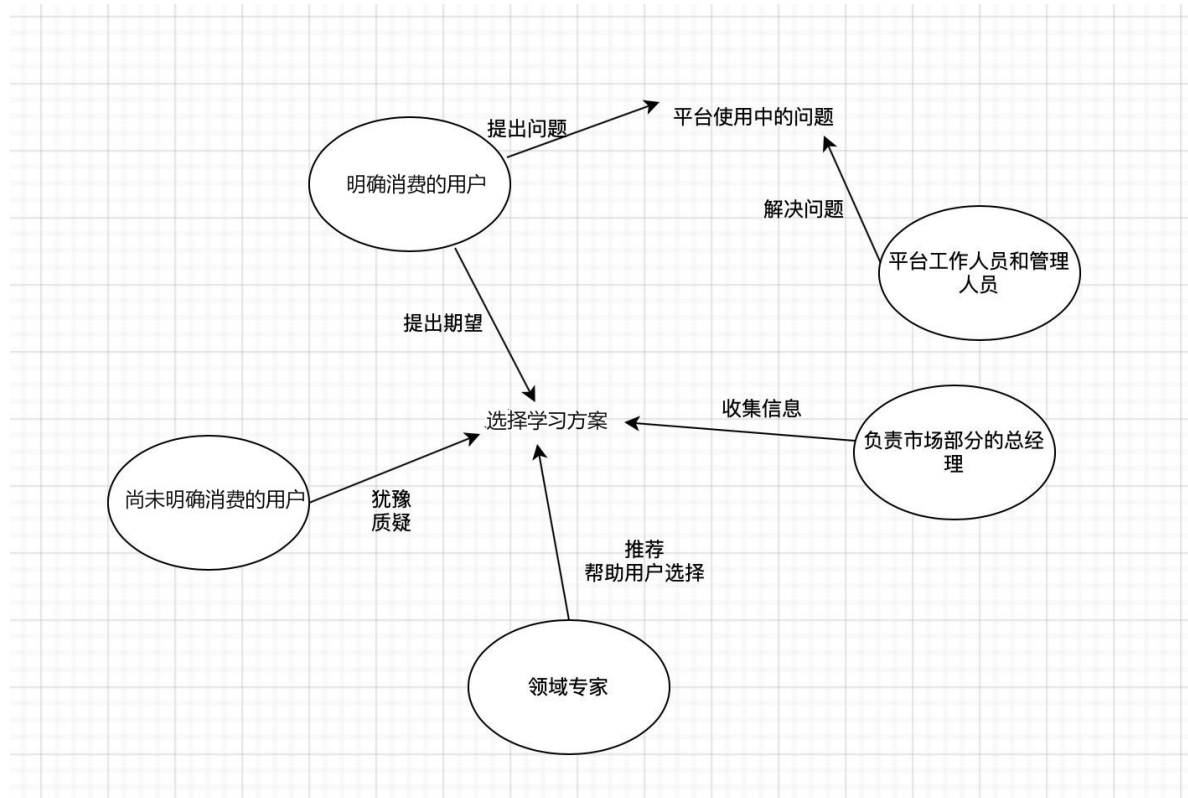 提出问题
平台使用中的问题
明确消费的用户
解决问题
平台工作人员和管理
人员
提出期望
选择学习方案
收集信息
负责市场部分的总经
理
尚未明确消费的用户
犹豫
质疑
推荐
帮助用户选择
领域专家